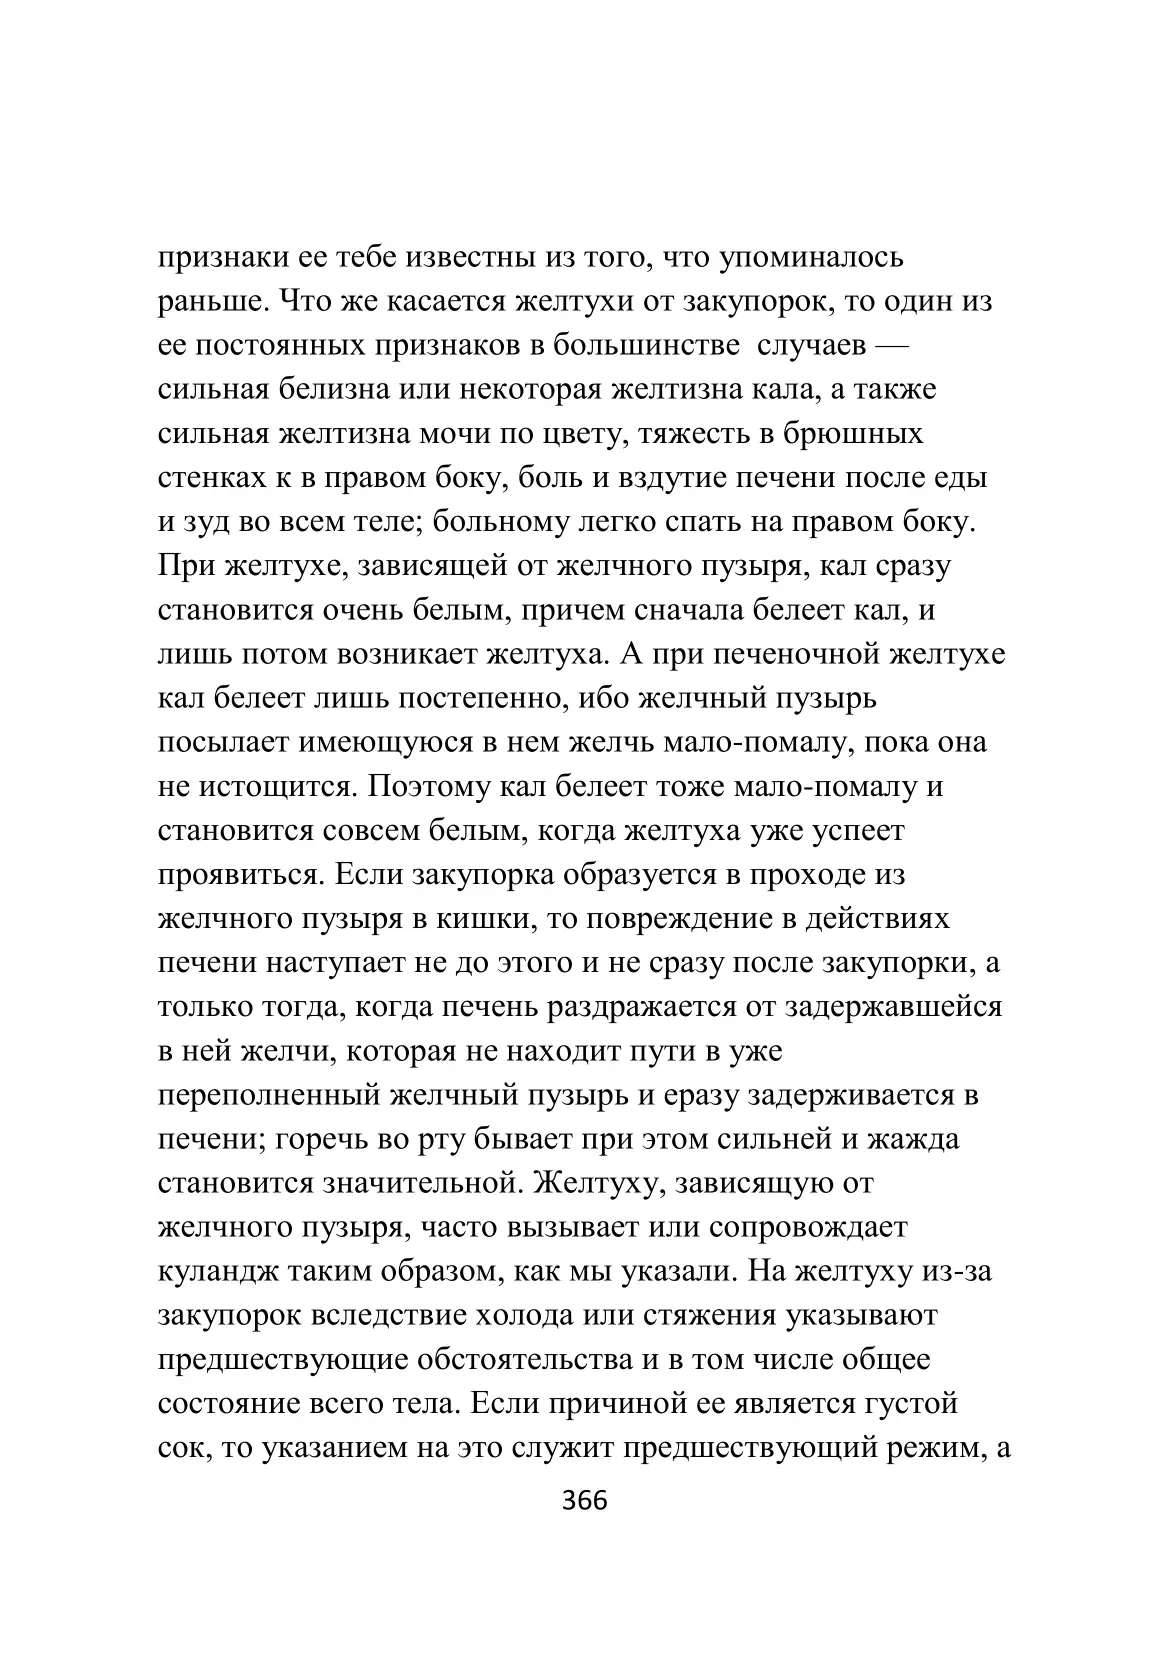 признаки ее тебе известны из того, что упоминалось
раньше. Что же касается желтухи от закупорок, то один из
ее постоянных признаков в большинстве  случаев —
сильная белизна или некоторая желтизна кала, а также
сильная желтизна мочи по цвету, тяжесть в брюшных
стенках к в правом боку, боль и вздутие печени после еды
и зуд во всем теле; больному легко спать на правом боку.
При желтухе, зависящей от желчного пузыря, кал сразу
становится очень белым, причем сначала белеет кал, и
лишь потом возникает желтуха. А при печеночной желтухе
кал белеет лишь постепенно, ибо желчный пузырь
посылает имеющуюся в нем желчь мало-помалу, пока она
не истощится. Поэтому кал белеет тоже мало-помалу и
становится совсем белым, когда желтуха уже успеет
проявиться. Если закупорка образуется в проходе из
желчного пузыря в кишки, то повреждение в действиях
печени наступает не до этого и не сразу после закупорки, а
только тогда, когда печень раздражается от задержавшейся
в ней желчи, которая не находит пути в уже
переполненный желчный пузырь и еразу задерживается в
печени; горечь во рту бывает при этом сильней и жажда
становится значительной. Желтуху, зависящую от
желчного пузыря, часто вызывает или сопровождает
куландж таким образом, как мы указали. На желтуху из-за
закупорок вследствие холода или стяжения указывают
предшествующие обстоятельства и в том числе общее
состояние всего тела. Если причиной ее является густой
сок, то указанием на это служит предшествующий режим, а
366